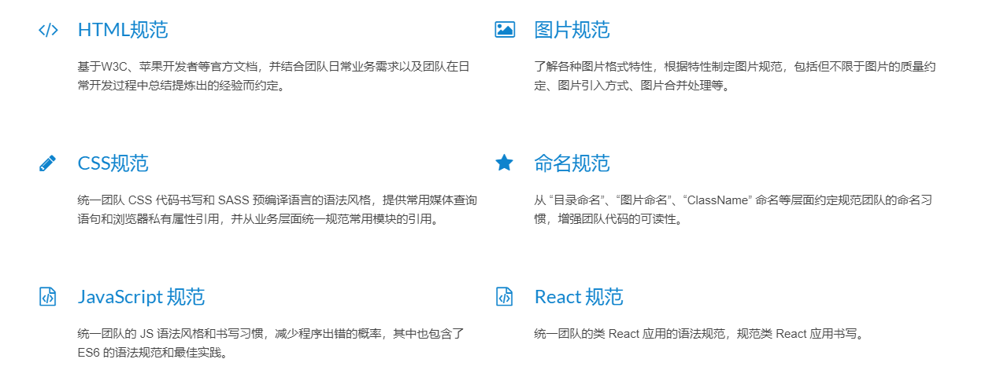 HTML规范
基于W3C、苹果开发者等官方文档，并结合团队日常业务需求以及团队在日
常开发过程中总结提炼出的经验而约定。
图片规范
了解各种图片格式特性，根据特性制定图片规范，包括但不限于图片的质量约
定、图片引入方式、图片合并处理等。
CSS规范
统一团队 CSS 代码书写和 SASS 预编译语言的语法风格，提供常用媒体查询
语句和浏览器私有属性引用，并从业务层面统一规范常用模块的引用。
命名规范
从 “目录命名”、“图片命名”、“ClassName” 命名等层面约定规范团队的命名习
惯，增强团队代码的可读性。
JavaScript 规范
统一团队的 JS 语法风格和书写习惯，减少程序出错的概率，其中也包含了
ES6 的语法规范和最佳实践。
React 规范
统一团队的类 React 应用的语法规范，规范类 React 应用书写。